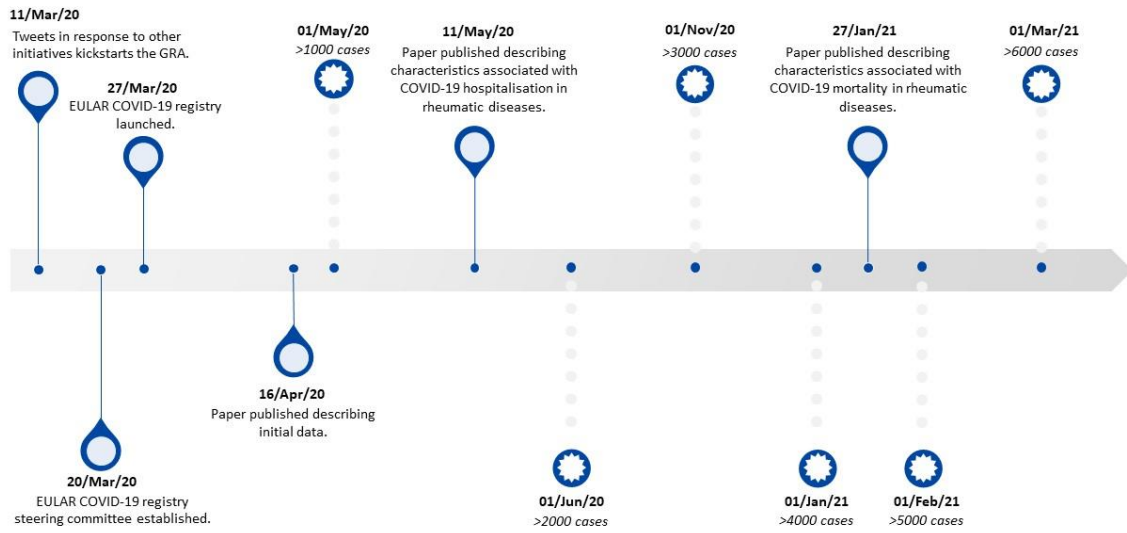 11/Mar/20
Tweets in response to other
initiatives kickstarts the GRA.
27/Mar/20
EULAR COVID-19 registry
launched.
01/May/20
>1000 cases
11/May/20
Paper published describing
characteristics associated with
COVID-19 hospitalisation in
rheumatic diseases.
01/Nov/20
>3000 cases
27/Jan/21
Paper published describing
characteristics associated with
COVID-19 mortality in rheumatic
diseases.
01/Mar/21
>6000 cases
20/Mar/20
EULAR COVID-19 registry
steering committee established.
16/Apr/20
Paper published describing
initial data.
01/Jun/20
>2000 cases
01/Jan/21
>4000 cases
01/Feb/21
>5000 cases